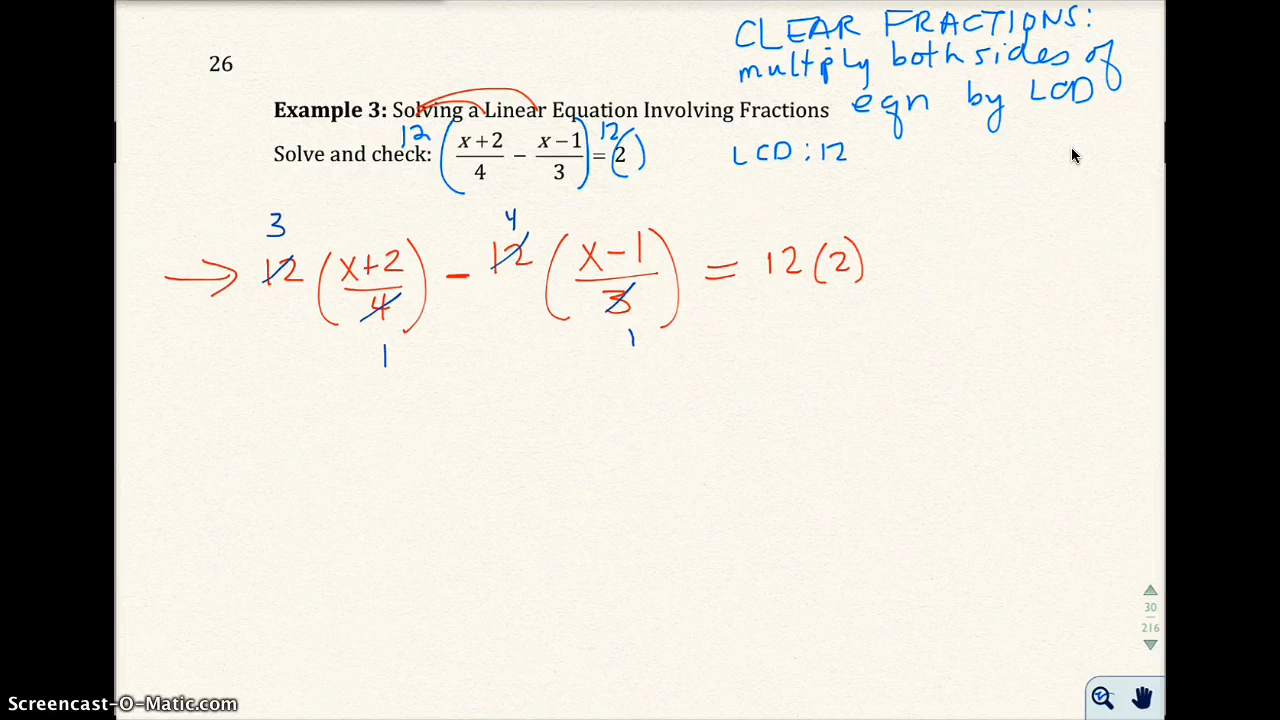 CLEAR FRACTIONS:
multiply both sides of
eqn by LCD
26
Example 3: Solving a Linear Equation Involving Fractions
Solve and check: 12((x+2)/4 − (x−1)/3) = 12(2)
LCD: 12
3 4
→ 12(x+2/4) - 12(x-1/3) = 12(2)
1 1
30
216
Screencast-O-Matic.com